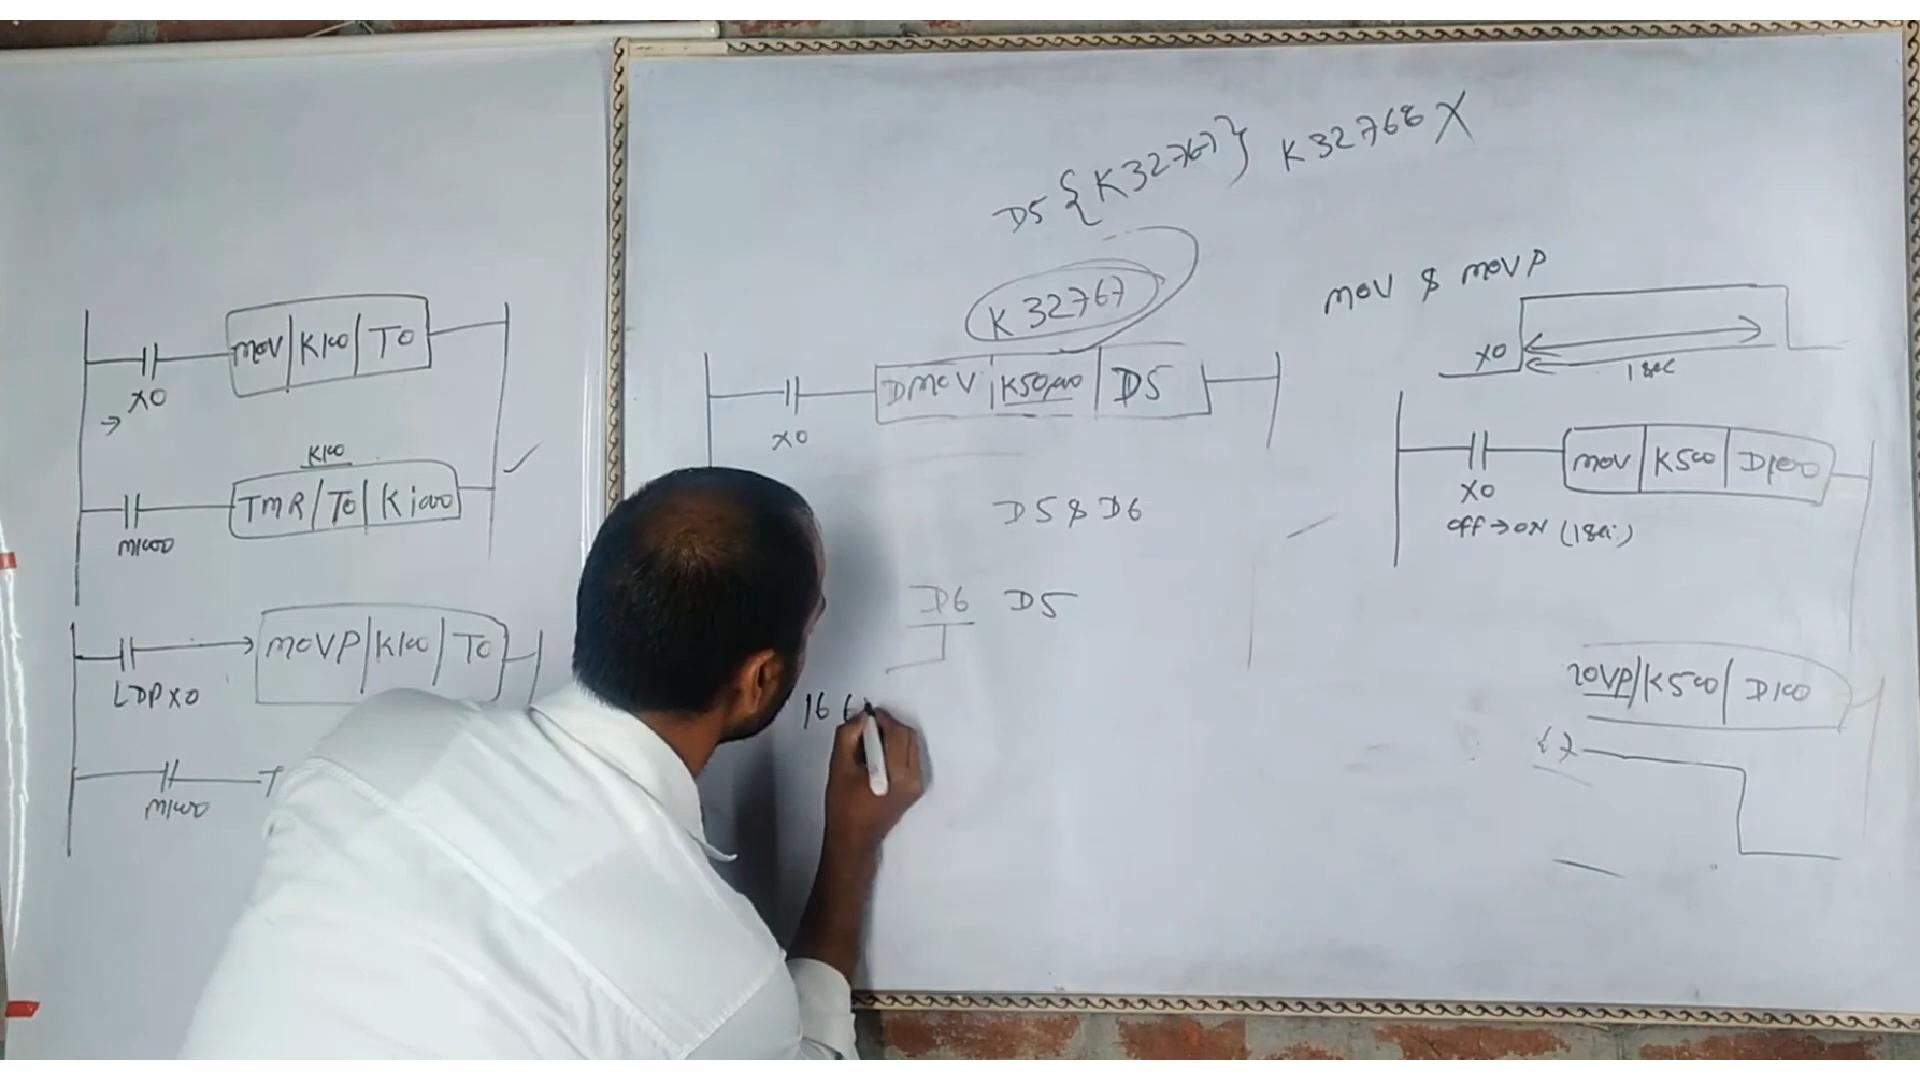 MOV K100 T0
X0
K100
TMR T0 K1000
M1000
MOVP K100 T0
LDP X0
M1000
D5 {K32767} K32768 X
K 32767
DMOV K50,000 D5
X0
D5 & D6
D6 D5
16
MOV & MOVP
X0
1 sec
MOV K500 D100
X0
OFF → ON (1 sec)
MOVP K500 D100